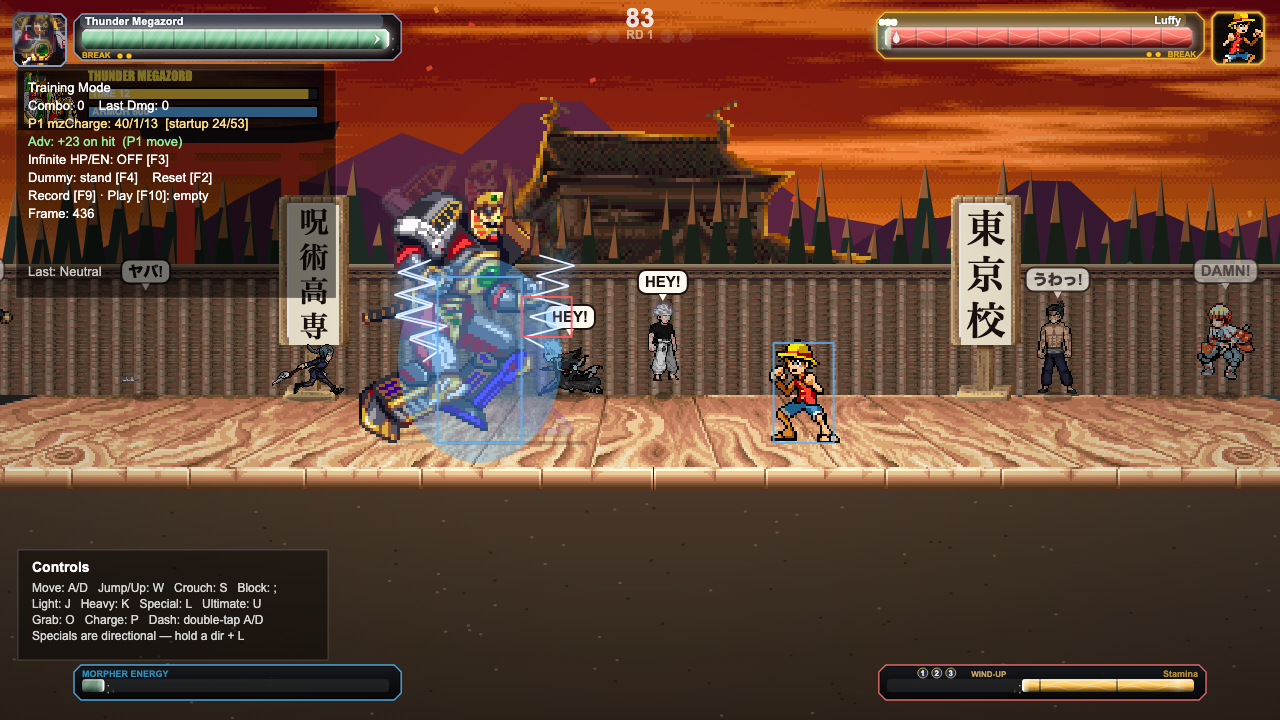 Thunder Megazord
BREAK
83
RD 1
Luffy
BREAK
THUNDER MEGAZORD
Training Mode
Combo: 0 Last Dmg: 0
P1 mzCharge: 40/1/13 [startup 24/53]
Adv: +23 on hit (P1 move)
Infinite HP/EN: OFF [F3]
Dummy: stand [F4] Reset [F2]
Record [F9] · Play [F10]: empty
Frame: 436
Last: Neutral
ヤバ!
呪術高専
HEY!
HEY!
東京校
うわっ!
DAMN!
Controls
Move: A/D Jump/Up: W Crouch: S Block: ;
Light: J Heavy: K Special: L Ultimate: U
Grab: O Charge: P Dash: double-tap A/D
Specials are directional — hold a dir + L
MORPHER ENERGY
1 2 3 WIND-UP Stamina